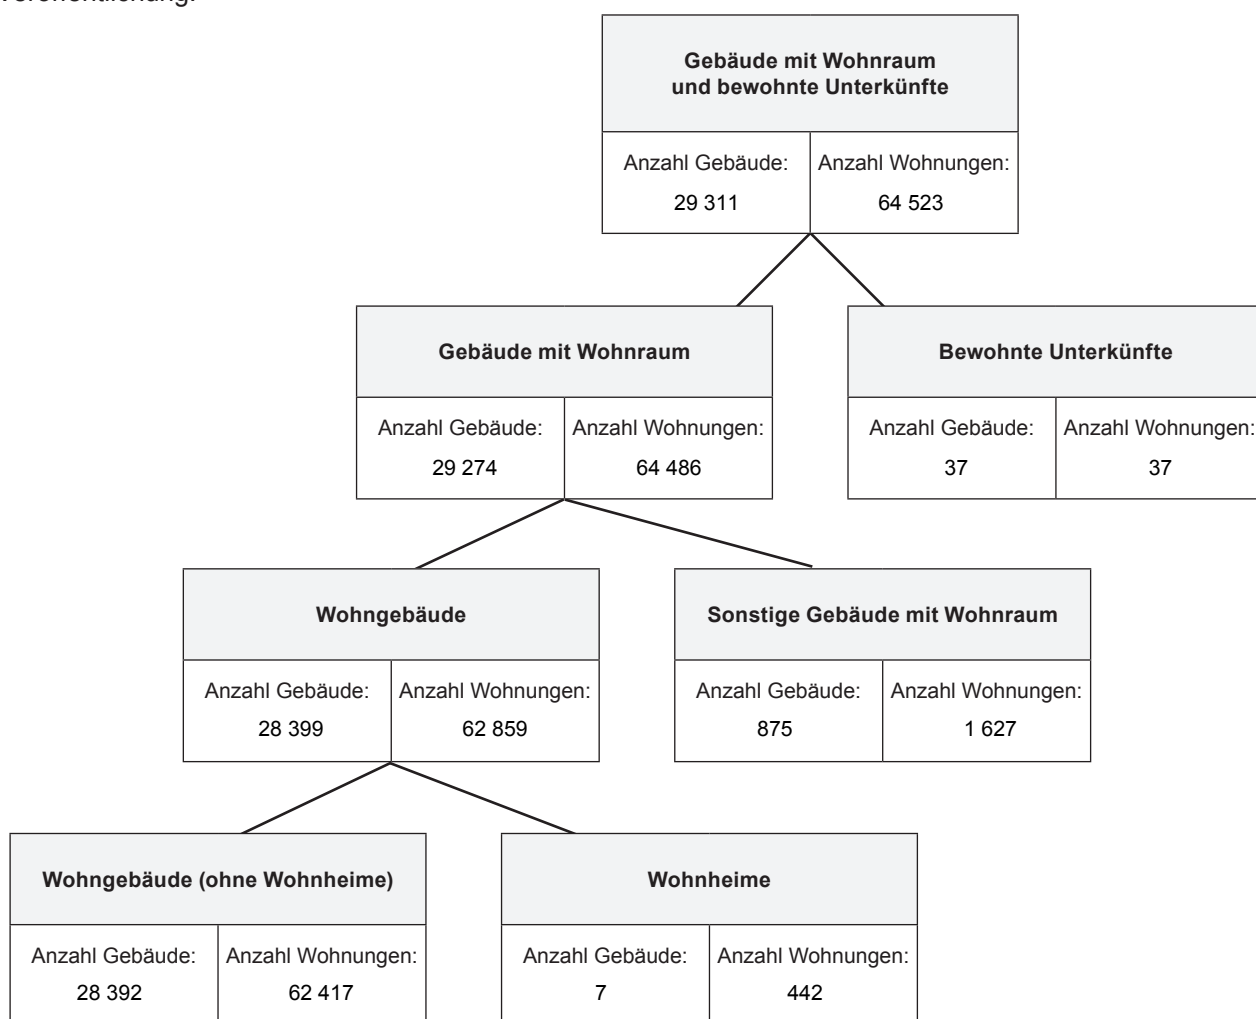 Veröffentlichung.
Gebäude mit Wohnraum
und bewohnte Unterkünfte
Anzahl Gebäude: Anzahl Wohnungen:
29 311 64 523
Gebäude mit Wohnraum Bewohnte Unterkünfte
Anzahl Gebäude: Anzahl Wohnungen: Anzahl Gebäude: Anzahl Wohnungen:
29 274 64 486 37 37
Wohngebäude Sonstige Gebäude mit Wohnraum
Anzahl Gebäude: Anzahl Wohnungen: Anzahl Gebäude: Anzahl Wohnungen:
28 399 62 859 875 1 627
Wohngebäude (ohne Wohnheime) Wohnheime
Anzahl Gebäude: Anzahl Wohnungen: Anzahl Gebäude: Anzahl Wohnungen:
28 392 62 417 7 442